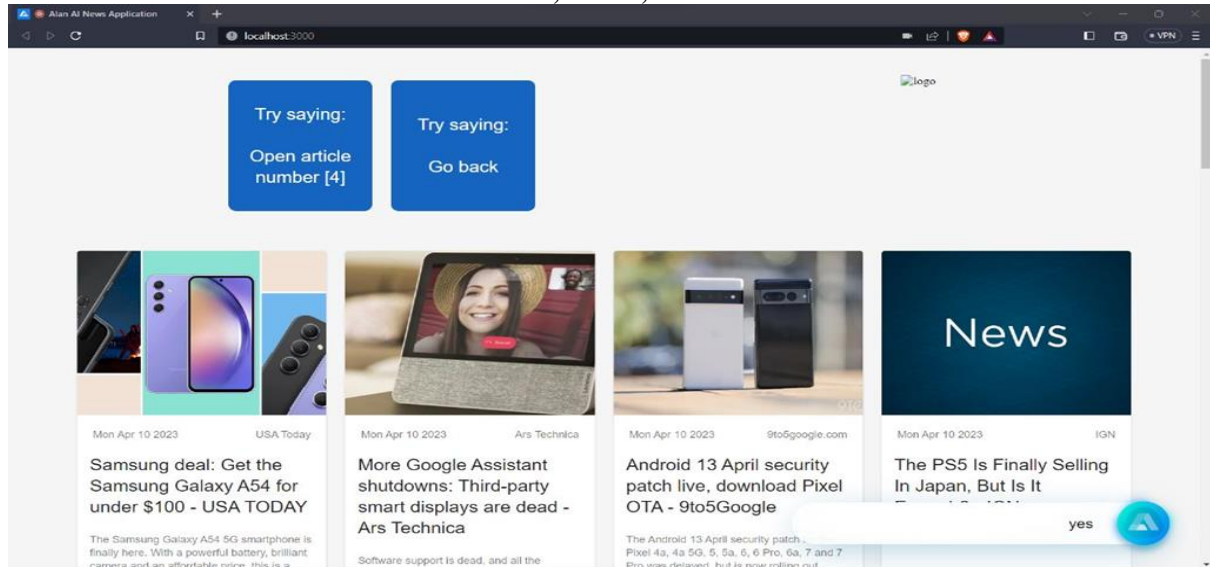 Alan AI News Application
localhost:3000
VPN
logo
Try saying:
Open article
number [4]
Try saying:
Go back
News
Mon Apr 10 2023 USA Today
Samsung deal: Get the
Samsung Galaxy A54 for
under $100 - USA TODAY
The Samsung Galaxy A54 5G smartphone is
finally here. With a powerful battery, brilliant
camera and an affordable price, this is a
Mon Apr 10 2023 Ars Technica
More Google Assistant
shutdowns: Third-party
smart displays are dead -
Ars Technica
Software support is dead, and all the
Mon Apr 10 2023 9to5google.com
Android 13 April security
patch live, download Pixel
OTA - 9to5Google
The Android 13 April security patch
Pixel 4a, 4a 5G, 5, 5a, 6, 6 Pro, 6a, 7 and 7
Pro was delayed, but is now rolling out
Mon Apr 10 2023 IGN
The PS5 Is Finally Selling
In Japan, But Is It
yes